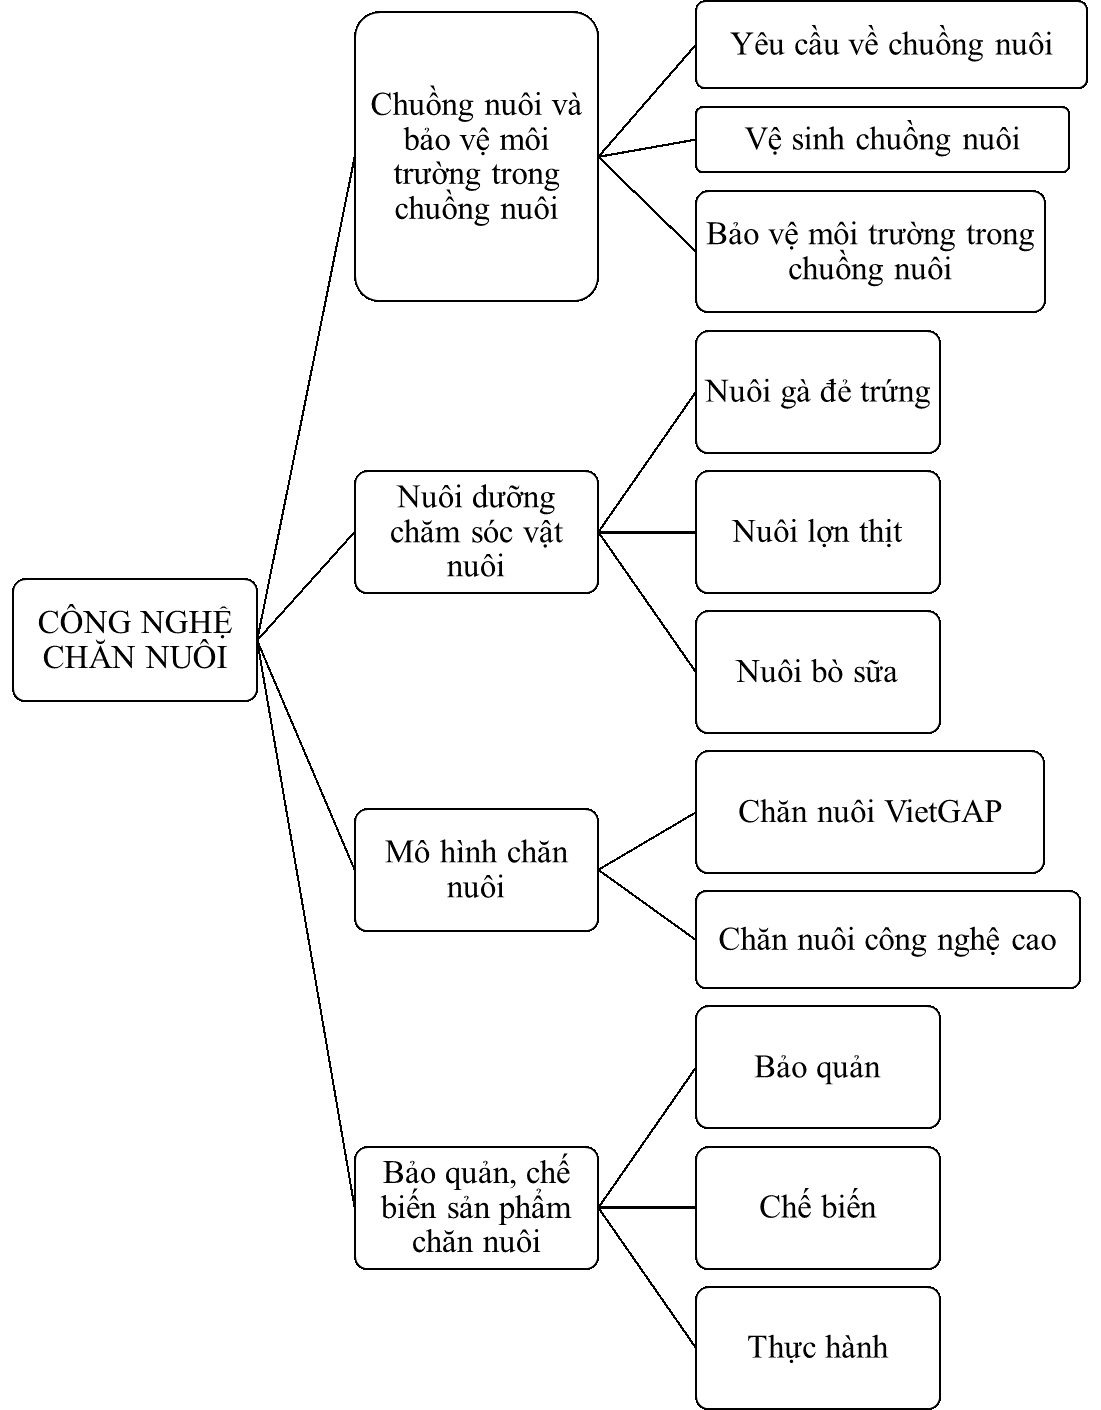 CÔNG NGHỆ
CHĂN NUÔI
Chuồng nuôi và
bảo vệ môi
trường trong
chuồng nuôi
Yêu cầu về chuồng nuôi
Vệ sinh chuồng nuôi
Bảo vệ môi trường trong
chuồng nuôi
Nuôi dưỡng
chăm sóc vật
nuôi
Nuôi gà đẻ trứng
Nuôi lợn thịt
Nuôi bò sữa
Mô hình chăn
nuôi
Chăn nuôi VietGAP
Chăn nuôi công nghệ cao
Bảo quản, chế
biến sản phẩm
chăn nuôi
Bảo quản
Chế biến
Thực hành